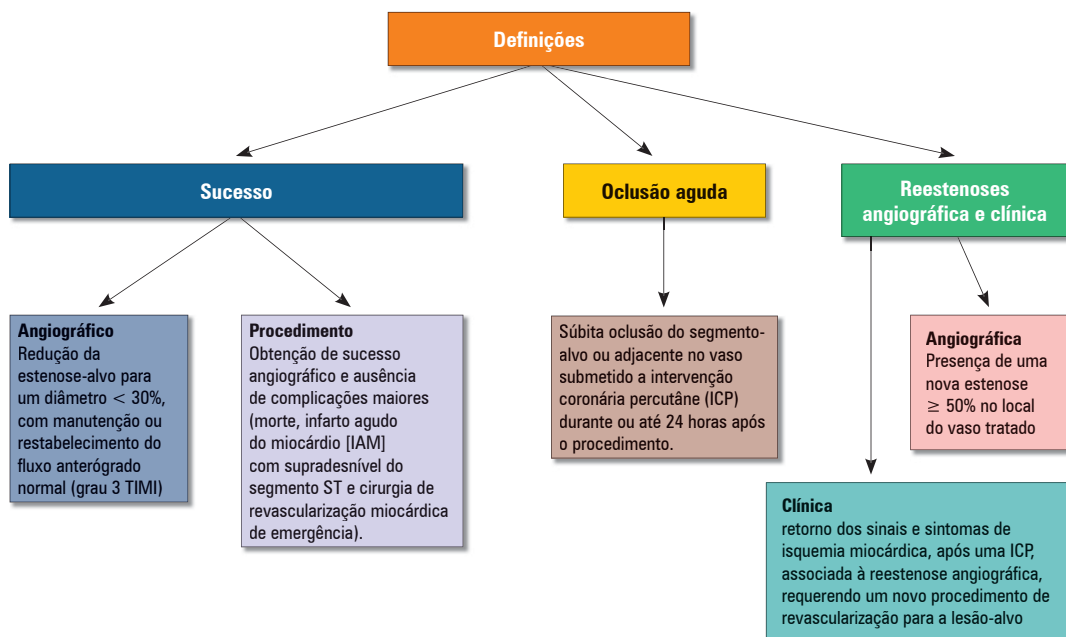 Definições
Sucesso
Oclusão aguda
Reestenoses
angiográfica e clínica
Angiográfico
Redução da
estenose-alvo para
um diâmetro < 30%,
com manutenção ou
restabelecimento do
fluxo anterógrado
normal (grau 3 TIMI)
Procedimento
Obtenção de sucesso
angiográfico e ausência
de complicações maiores
(morte, infarto agudo
do miocárdio [IAM]
com supradesnível do
segmento ST e cirurgia de
revascularização miocárdica
de emergência).
Súbita oclusão do segmento-
alvo ou adjacente no vaso
submetido a intervenção
coronária percutâne (ICP)
durante ou até 24 horas após
o procedimento.
Angiográfica
Presença de uma
nova estenose
≥ 50% no local
do vaso tratado
Clínica
retorno dos sinais e sintomas de
isquemia miocárdica, após uma ICP,
associada à reestenose angiográfica,
requerendo um novo procedimento de
revascularização para a lesão-alvo